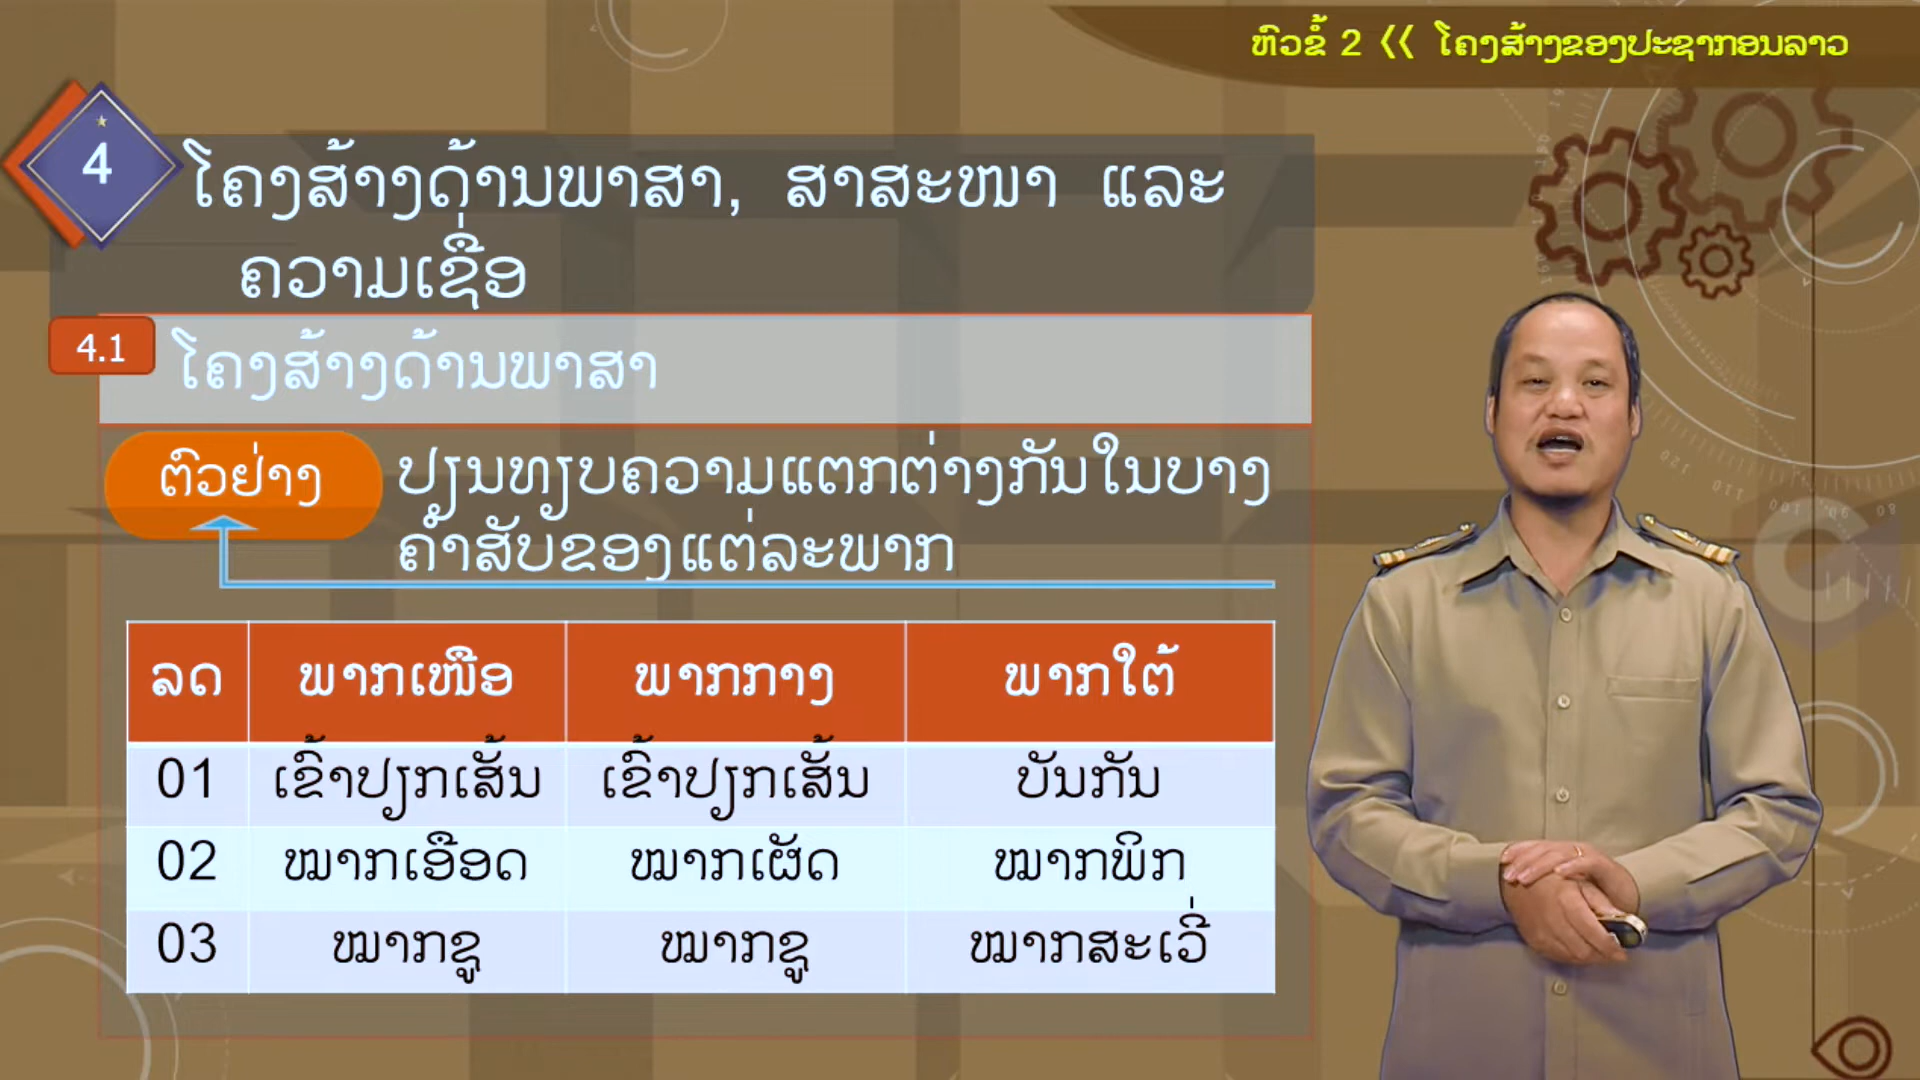 ຫົວຂໍ້ 2 << ໂຄງສ້າງຂອງປະຊາກອນລາວ
4
ໂຄງສ້າງດ້ານພາສາ, ສາສະໜາ ແລະ
ຄວາມເຊື່ອ
4.1
ໂຄງສ້າງດ້ານພາສາ
ຕົວຢ່າງ
ປຽນທຽບຄວາມແຕກຕ່າງກັນໃນບາງ
ຄຳສັບຂອງແຕ່ລະພາກ
ລດ ພາກເໜືອ ພາກກາງ ພາກໃຕ້
01 ເຂົ້າປຽກເສັ້ນ ເຂົ້າປຽກເສັ້ນ ບັນກັນ
02 ໝາກເອືອດ ໝາກເຜັດ ໝາກພິກ
03 ໝາກຊູ ໝາກຊູ ໝາກສະເວີ່